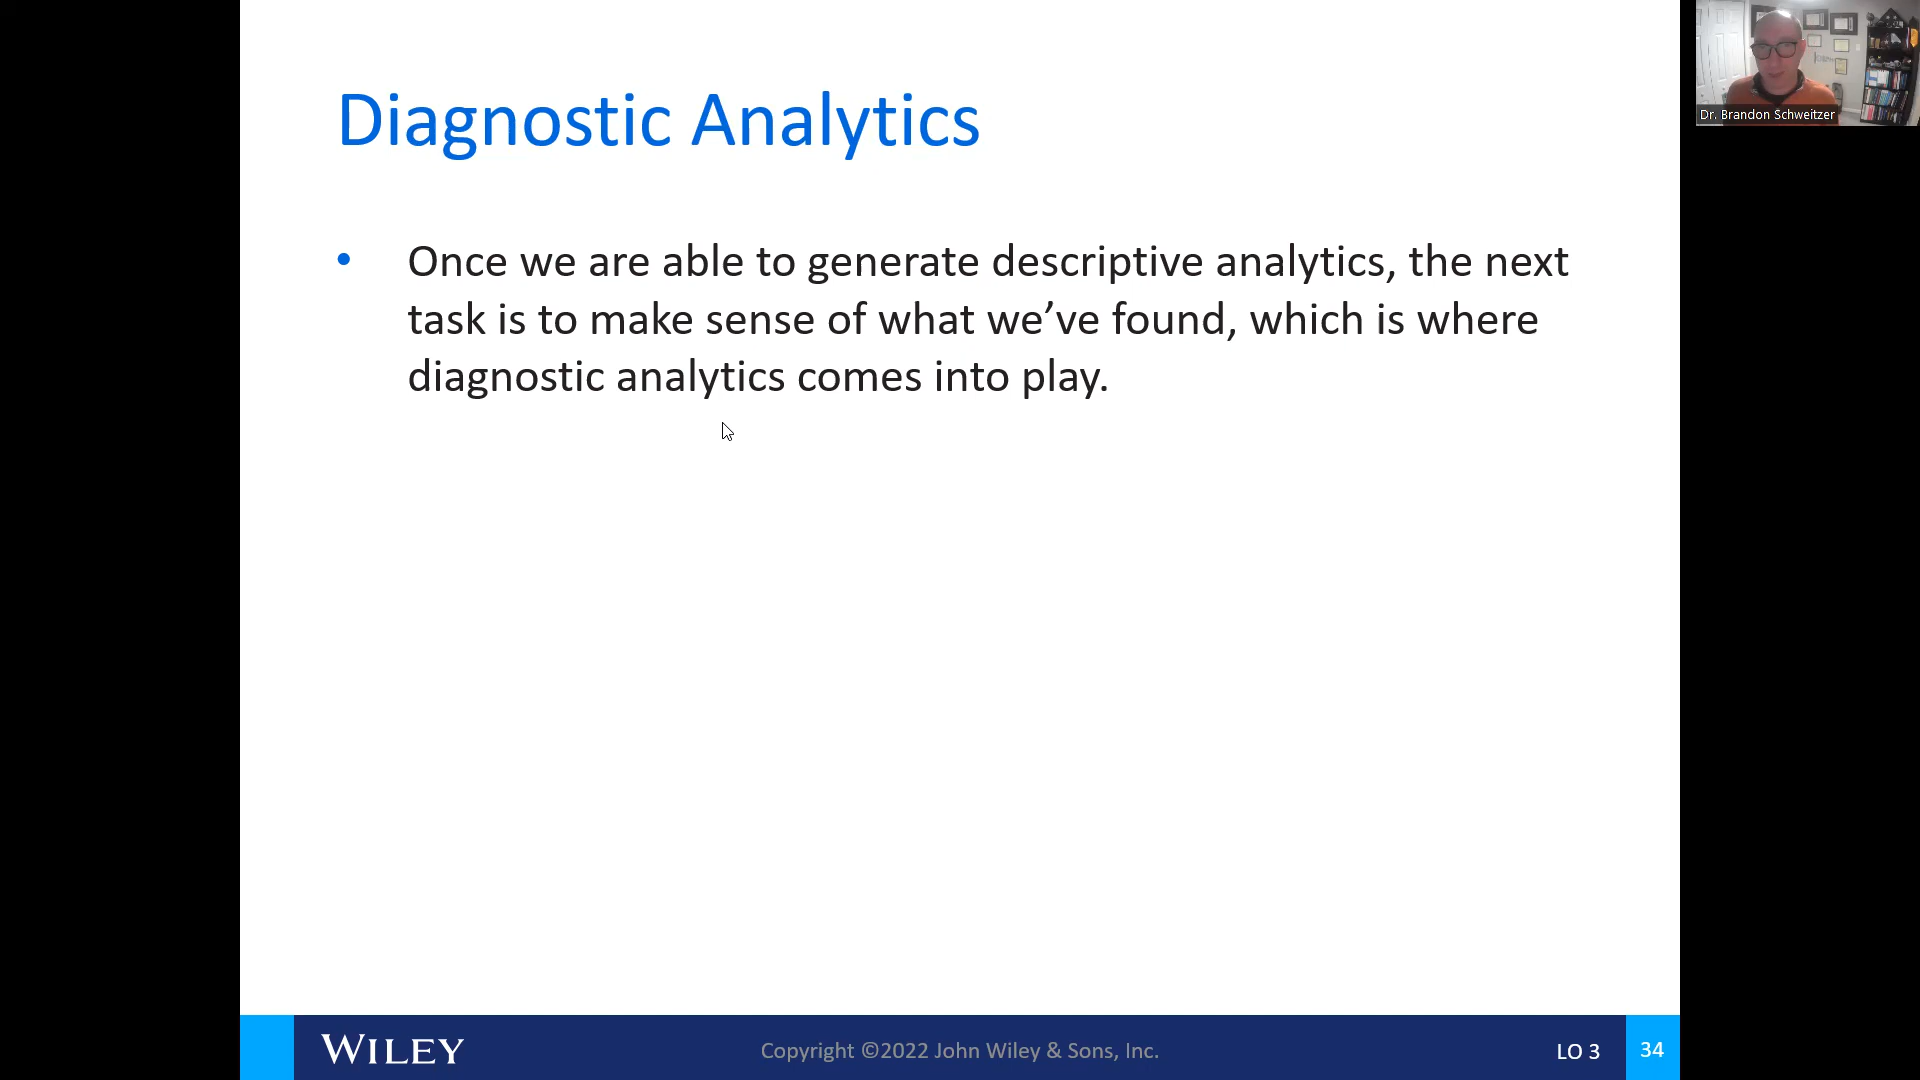 Diagnostic Analytics
• Once we are able to generate descriptive analytics, the next
task is to make sense of what we’ve found, which is where
diagnostic analytics comes into play.
Dr. Brandon Schweitzer
WILEY
Copyright ©2022 John Wiley & Sons, Inc.
LO 3
34